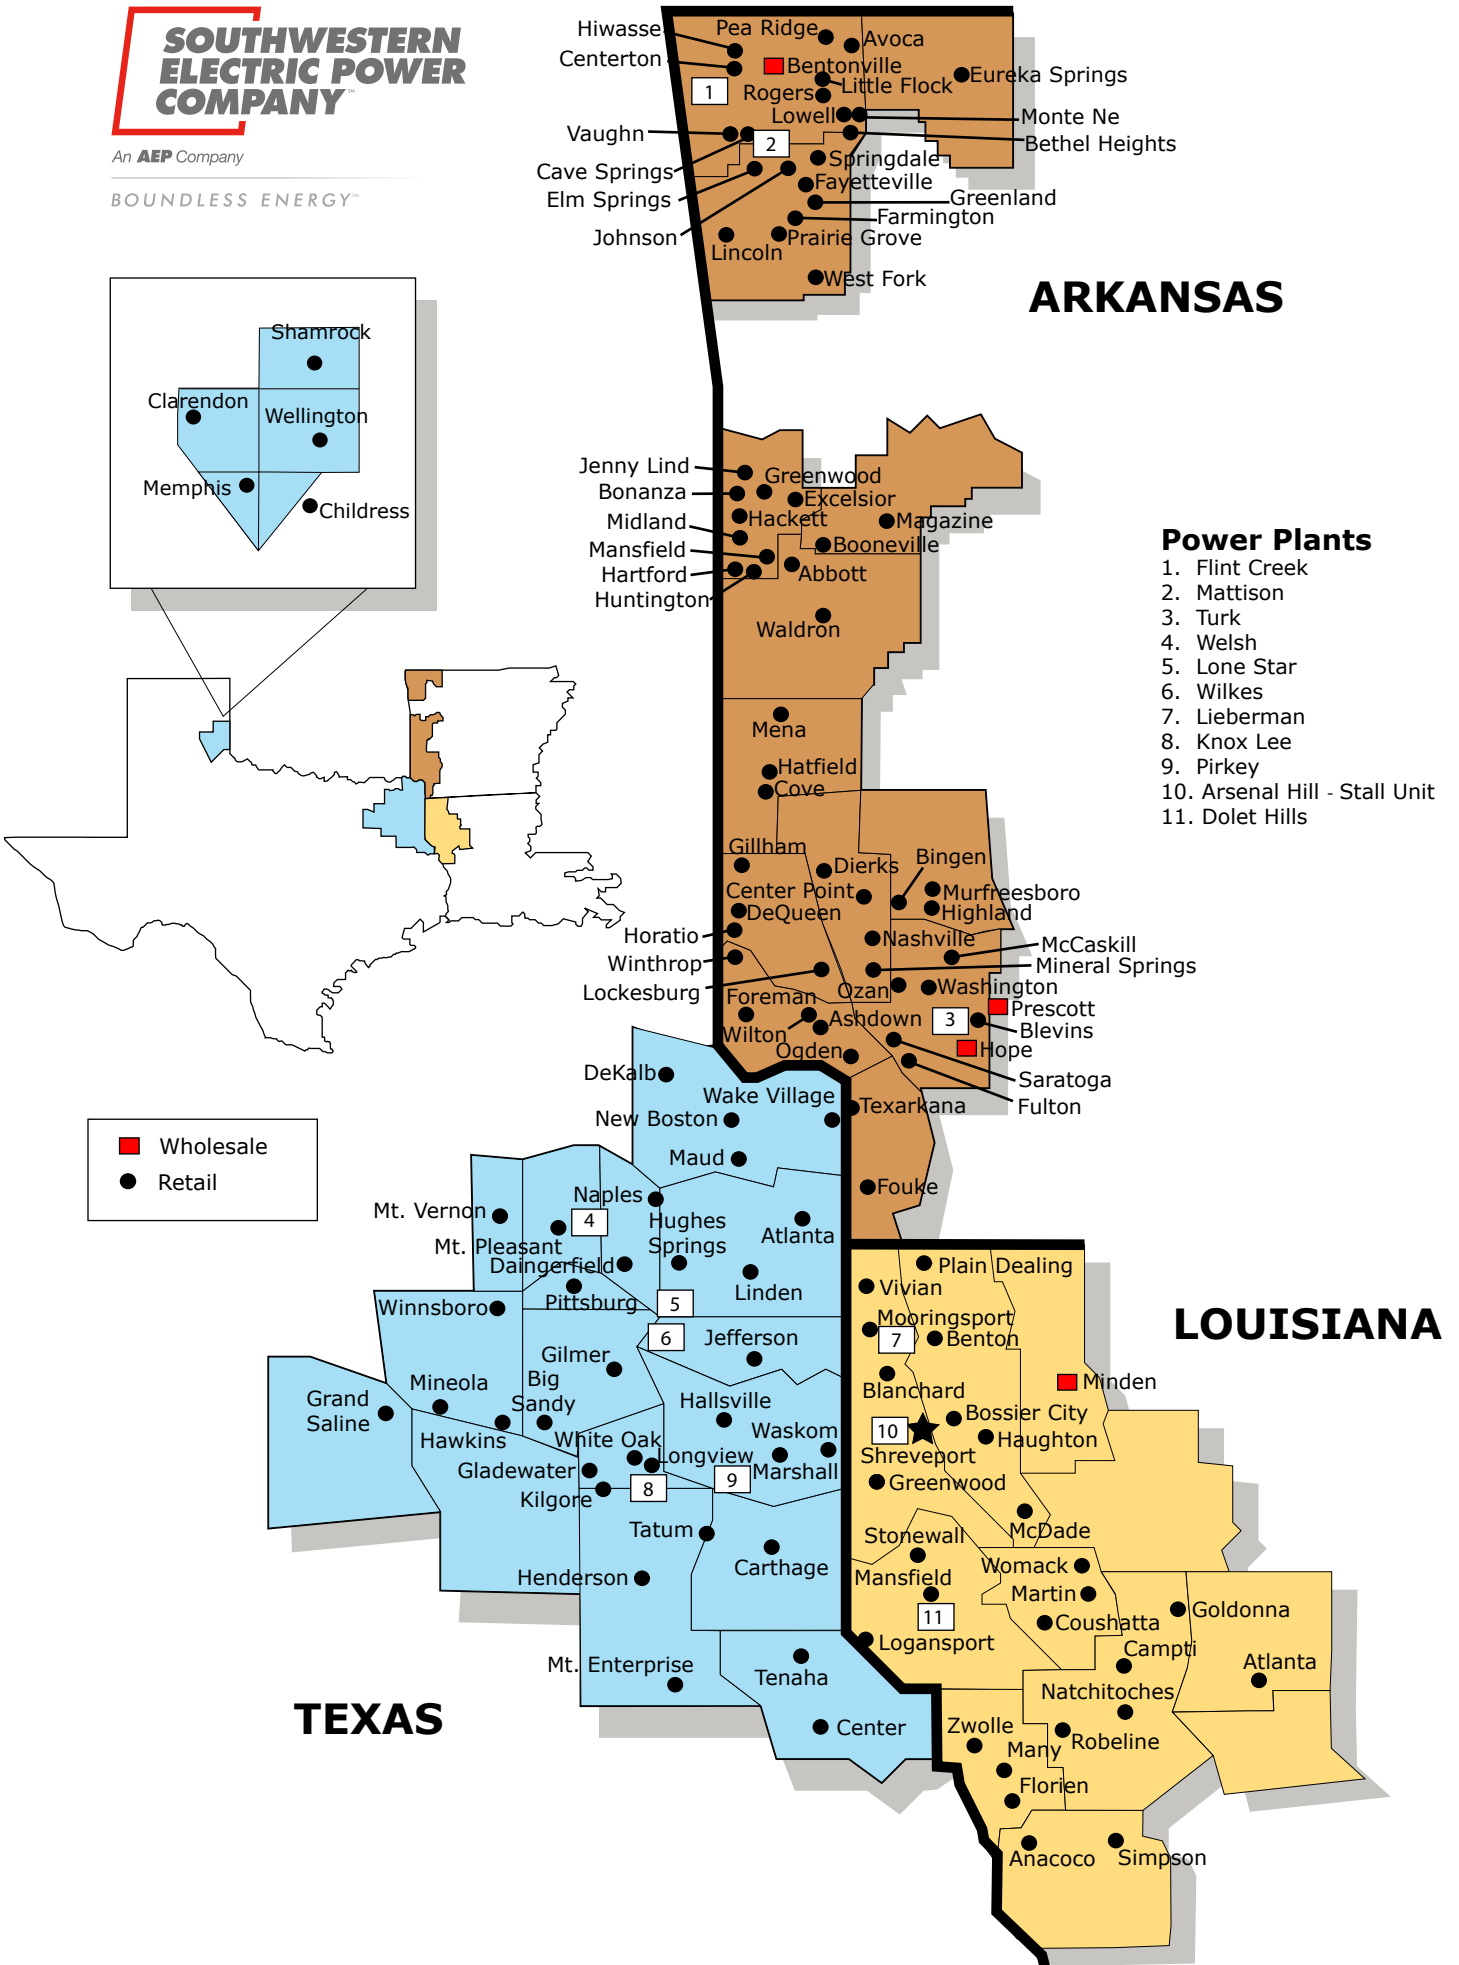 SOUTHWESTERN
ELECTRIC POWER
COMPANY℠
An AEP Company
BOUNDLESS ENERGY℠
Hiwasse
Pea Ridge
Avoca
Centerton
Bentonville
Eureka Springs
1
Little Flock
Rogers
Lowell
Monte Ne
Vaughn
2
Bethel Heights
Cave Springs
Springdale
Elm Springs
Fayetteville
Greenland
Farmington
Johnson
Prairie Grove
Lincoln
West Fork
ARKANSAS
Shamrock
Clarendon
Wellington
Memphis
Childress
Jenny Lind
Greenwood
Bonanza
Excelsior
Midland
Hackett
Magazine
Mansfield
Booneville
Hartford
Abbott
Huntington
Waldron
Power Plants
1. Flint Creek
2. Mattison
3. Turk
4. Welsh
5. Lone Star
6. Wilkes
7. Lieberman
8. Knox Lee
9. Pirkey
10. Arsenal Hill - Stall Unit
11. Dolet Hills
Mena
Hatfield
Cove
Gillham
Dierks
Bingen
Center Point
Murfreesboro
DeQueen
Highland
Horatio
Nashville
McCaskill
Winthrop
Mineral Springs
Lockesburg
Foreman
Ozan
Washington
Prescott
Wilton
Ashdown
3
Blevins
Ogden
Hope
Saratoga
Fulton
DeKalb
Wake Village
Texarkana
New Boston
Maud
Wholesale
Retail
Fouke
Naples
Mt. Vernon
4
Hughes
Springs
Atlanta
Mt. Pleasant
Daingerfield
Linden
Pittsburg
5
Winnsboro
6
Jefferson
Gilmer
Mineola
Big
Sandy
Grand
Saline
Hallsville
Hawkins
White Oak
Waskom
Longview
Gladewater
Marshall
Kilgore
8
9
Tatum
Carthage
Henderson
Mt. Enterprise
Tenaha
Center
TEXAS
Plain Dealing
Vivian
LOUISIANA
Mooringsport
7
Benton
Minden
Blanchard
Bossier City
10
Haughton
Shreveport
Greenwood
McDade
Stonewall
Womack
Mansfield
Martin
11
Goldonna
Coushatta
Logansport
Campti
Atlanta
Natchitoches
Zwolle
Robeline
Many
Florien
Anacoco
Simpson